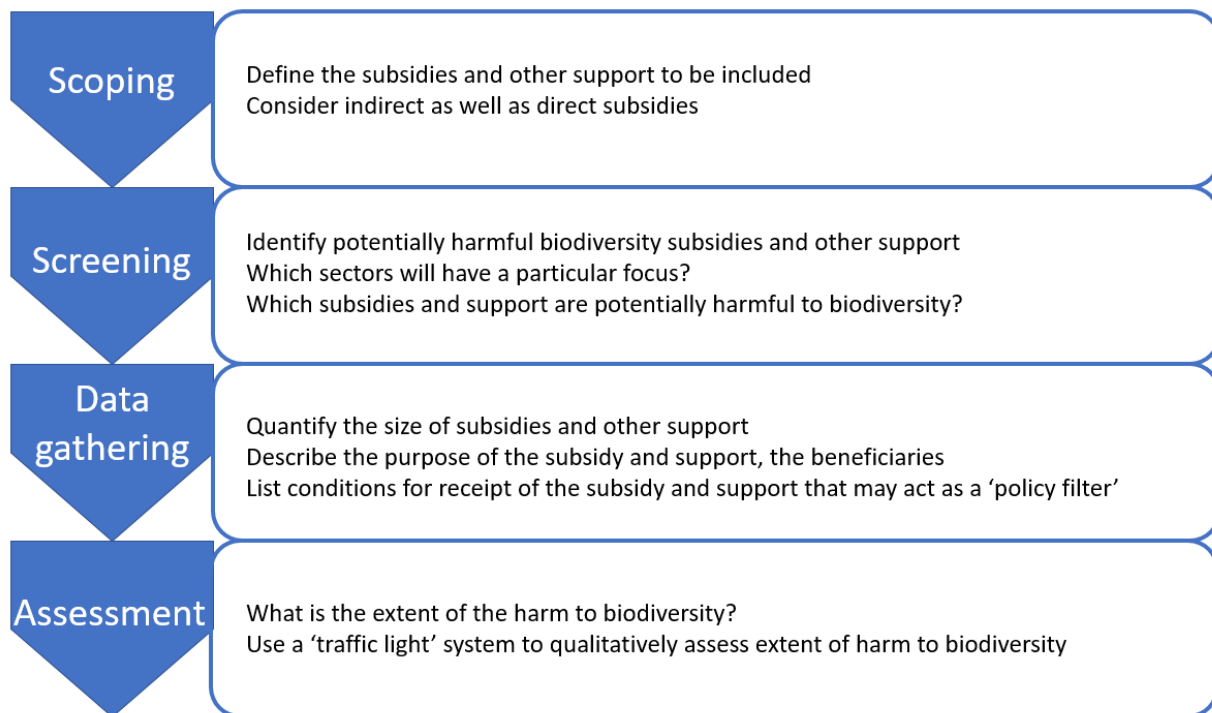 Scoping
Define the subsidies and other support to be included
Consider indirect as well as direct subsidies
Screening
Identify potentially harmful biodiversity subsidies and other support
Which sectors will have a particular focus?
Which subsidies and support are potentially harmful to biodiversity?
Data
gathering
Quantify the size of subsidies and other support
Describe the purpose of the subsidy and support, the beneficiaries
List conditions for receipt of the subsidy and support that may act as a ‘policy filter’
Assessment
What is the extent of the harm to biodiversity?
Use a ‘traffic light’ system to qualitatively assess extent of harm to biodiversity